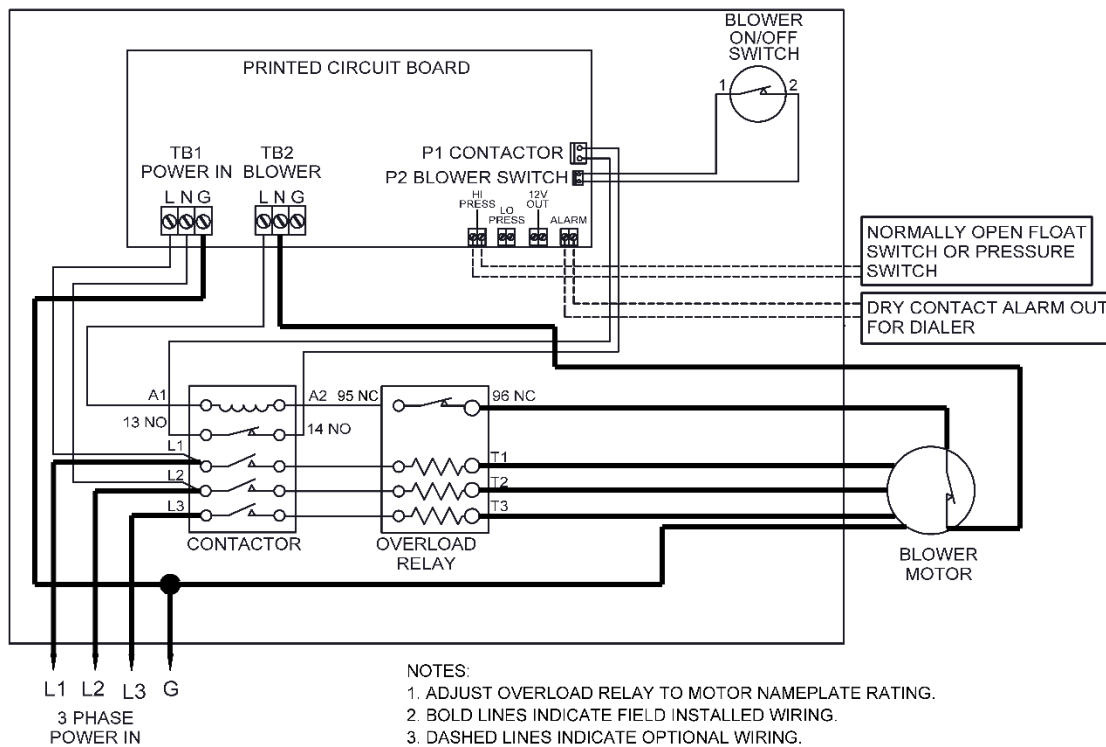 BLOWER
ON/OFF
SWITCH
1
2
PRINTED CIRCUIT BOARD
P1 CONTACTOR
P2 BLOWER SWITCH
TB1
POWER IN
L N G
TB2
BLOWER
L N G
HI
PRESS
LO
PRESS
12V
OUT
ALARM
NORMALLY OPEN FLOAT
SWITCH OR PRESSURE
SWITCH
DRY CONTACT ALARM OUT
FOR DIALER
A1
A2
95 NC
96 NC
13 NO
14 NO
L1
T1
L2
T2
L3
T3
CONTACTOR
OVERLOAD
RELAY
BLOWER
MOTOR
L1 L2 L3 G
3 PHASE
POWER IN
NOTES:
1. ADJUST OVERLOAD RELAY TO MOTOR NAMEPLATE RATING.
2. BOLD LINES INDICATE FIELD INSTALLED WIRING.
3. DASHED LINES INDICATE OPTIONAL WIRING.